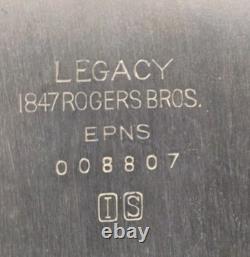 LEGACY
1847 ROGERS BROS.
EPNS
008807
IS